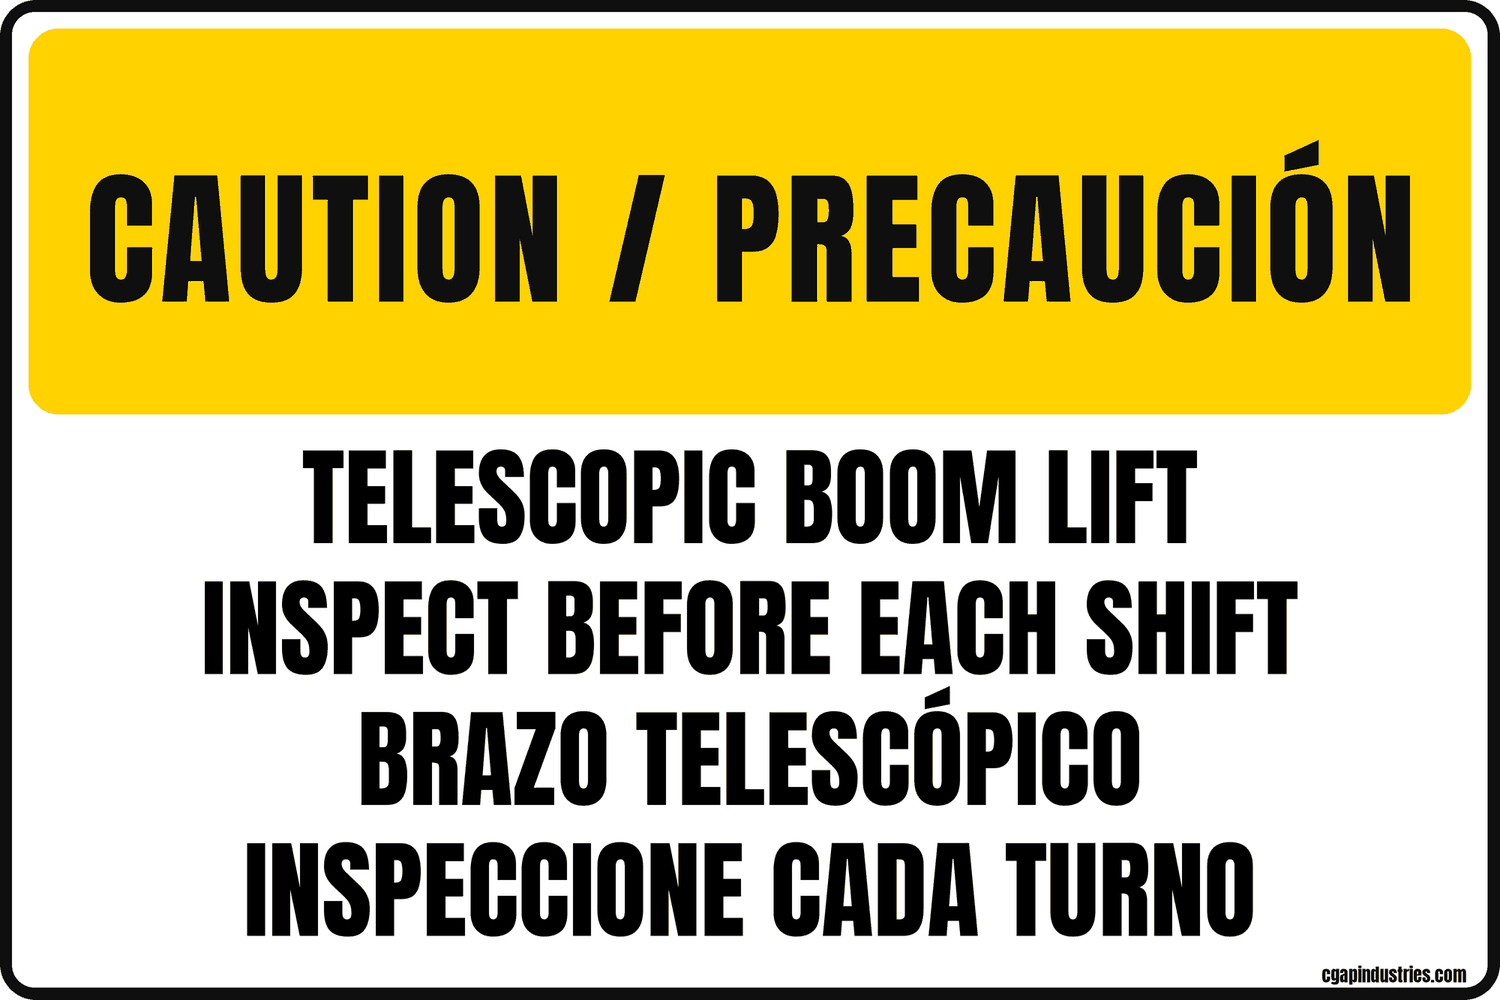 CAUTION / PRECAUCIÓN
TELESCOPIC BOOM LIFT
INSPECT BEFORE EACH SHIFT
BRAZO TELESCÓPICO
INSPECCIONE CADA TURNO
cgapindustries.com